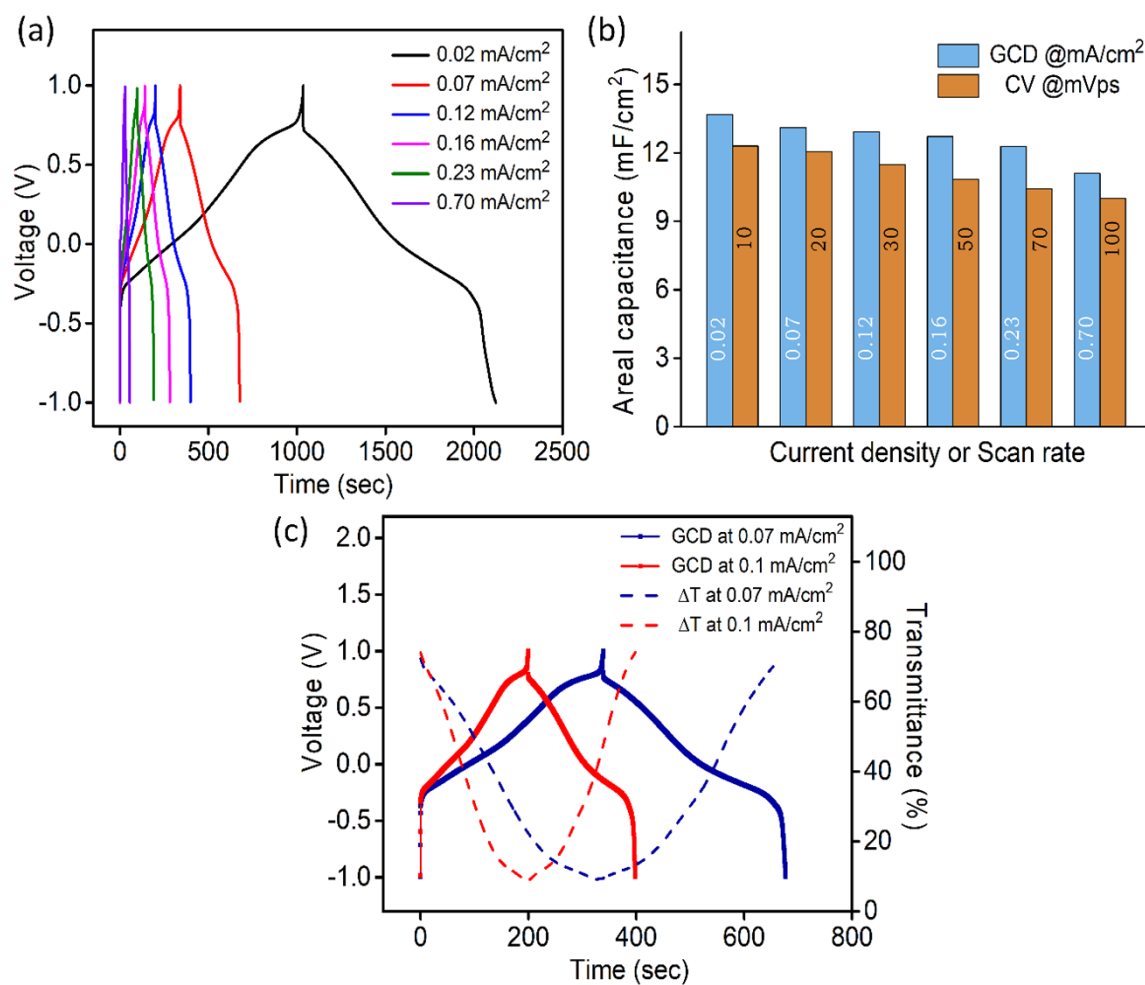 (a)
0.02 mA/cm²
0.07 mA/cm²
0.12 mA/cm²
0.16 mA/cm²
0.23 mA/cm²
0.70 mA/cm²
1.0
0.5
0.0
-0.5
-1.0
Voltage (V)
0 500 1000 1500 2000 2500
Time (sec)
(b)
GCD @mA/cm²
CV @mVps
15
12
9
6
3
0
Areal capacitance (mF/cm²)
0.02 10 0.07 20 0.12 30 0.16 50 0.23 70 0.70 100
Current density or Scan rate
(c)
GCD at 0.07 mA/cm²
GCD at 0.1 mA/cm²
ΔT at 0.07 mA/cm²
ΔT at 0.1 mA/cm²
2.0
1.5
1.0
0.5
0.0
-0.5
-1.0
Voltage (V)
100
80
60
40
20
0
Transmittance (%)
0 200 400 600 800
Time (sec)